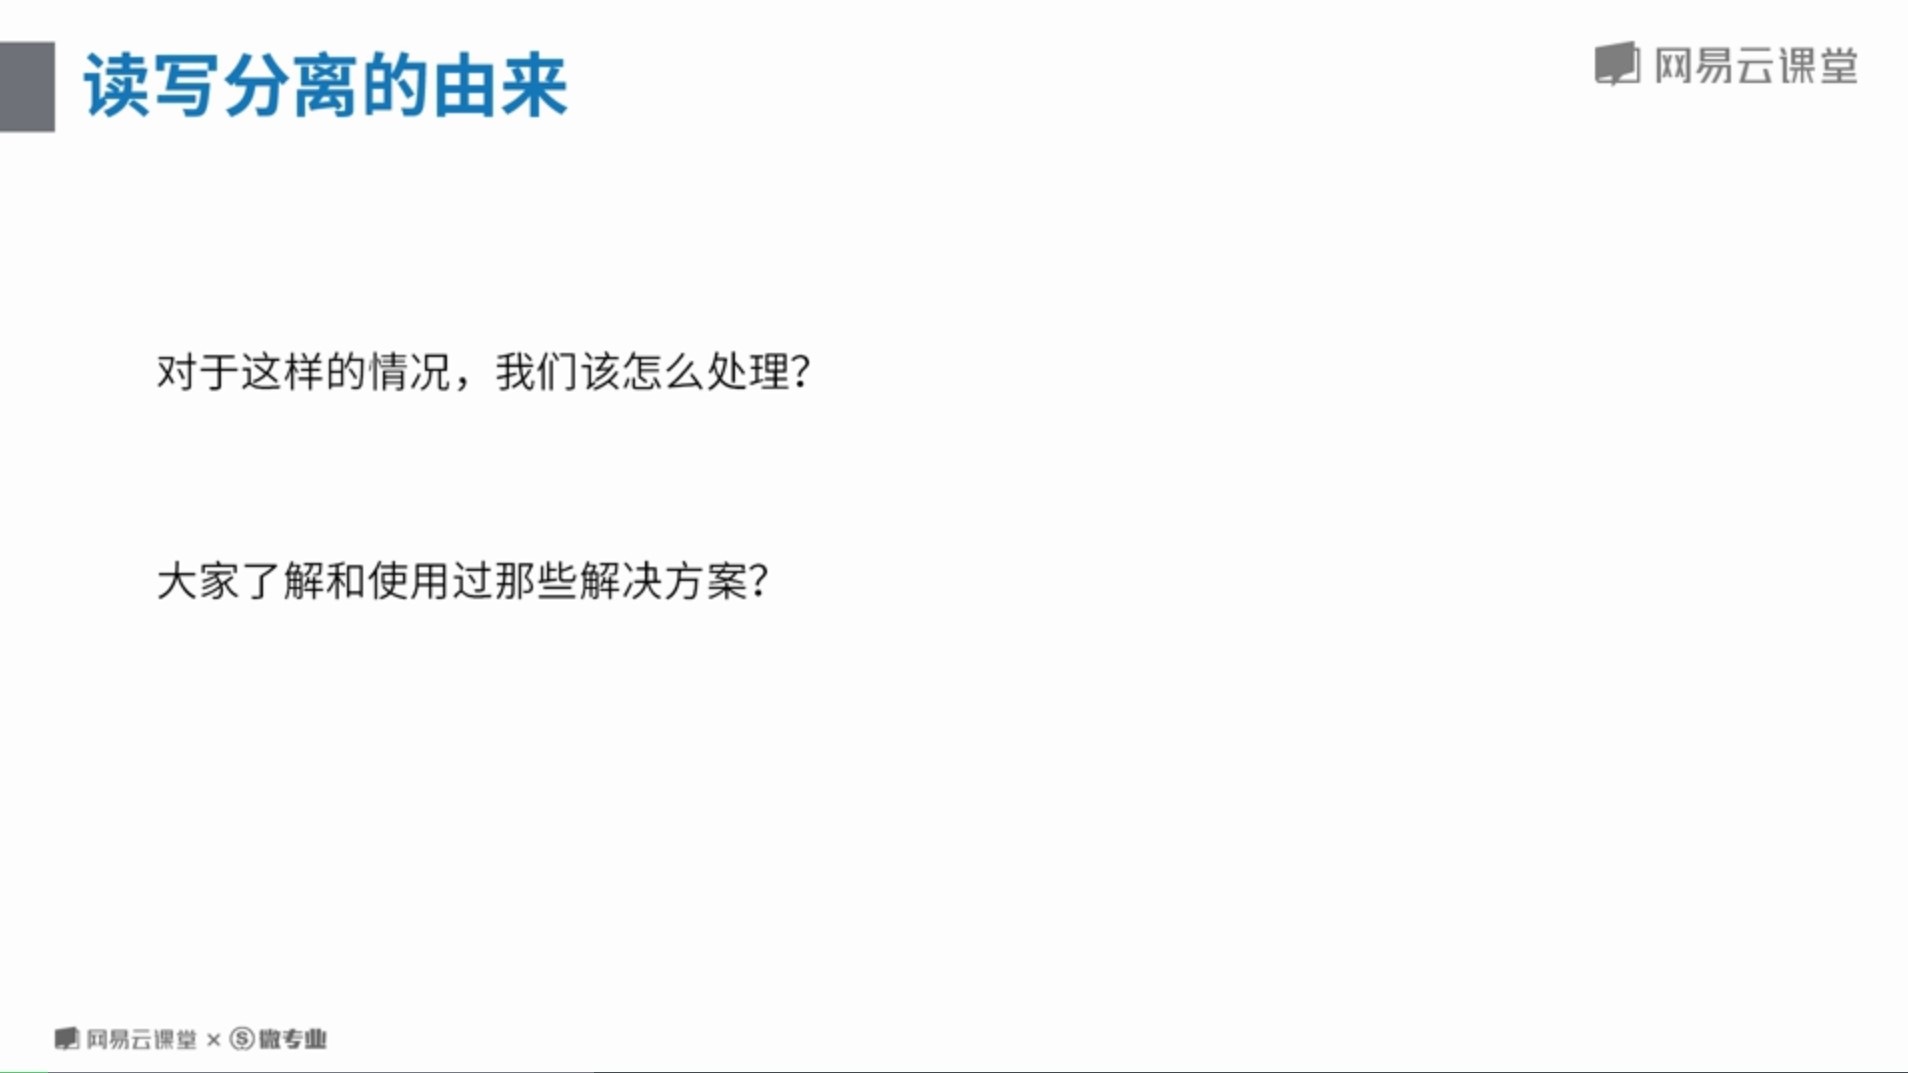 读写分离的由来
网易云课堂
对于这样的情况，我们该怎么处理？
大家了解和使用过那些解决方案？
网易云课堂 × Ⓢ微专业